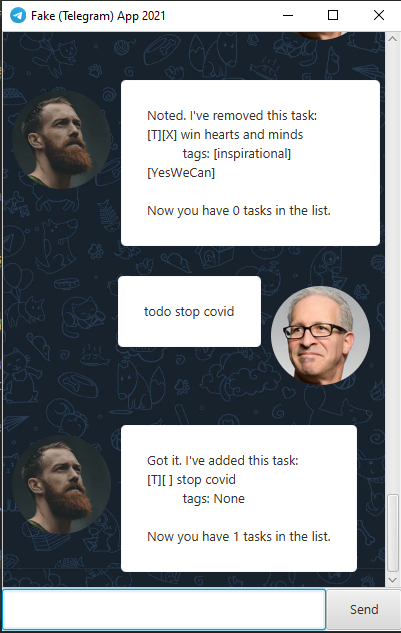 Fake (Telegram) App 2021
Noted. I've removed this task:
[T][X] win hearts and minds
tags: [inspirational]
[YesWeCan]
Now you have 0 tasks in the list.
todo stop covid
Got it. I've added this task:
[T][ ] stop covid
tags: None
Now you have 1 tasks in the list.
Send